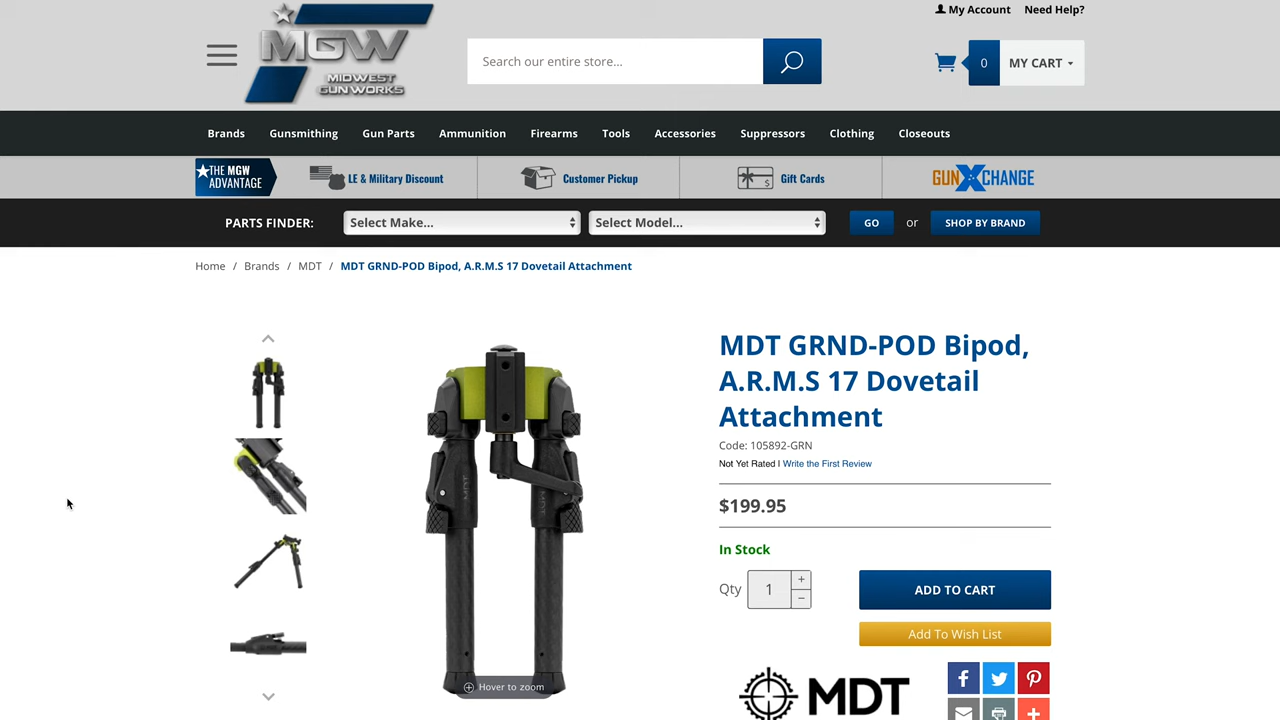 My Account Need Help?
MGW
MIDWEST
GUN WORKS
Search our entire store...
0 MY CART
Brands Gunsmithing Gun Parts Ammunition Firearms Tools Accessories Suppressors Clothing Closeouts
THE MGW
ADVANTAGE
LE & Military Discount
Customer Pickup
Gift Cards
GUNXCHANGE
PARTS FINDER: Select Make... Select Model... GO or SHOP BY BRAND
Home / Brands / MDT / MDT GRND-POD Bipod, A.R.M.S 17 Dovetail Attachment
MDT GRND-POD Bipod,
A.R.M.S 17 Dovetail
Attachment
Code: 105892-GRN
Not Yet Rated | Write the First Review
$199.95
In Stock
Qty 1 + − ADD TO CART
Add To Wish List
Hover to zoom
MDT